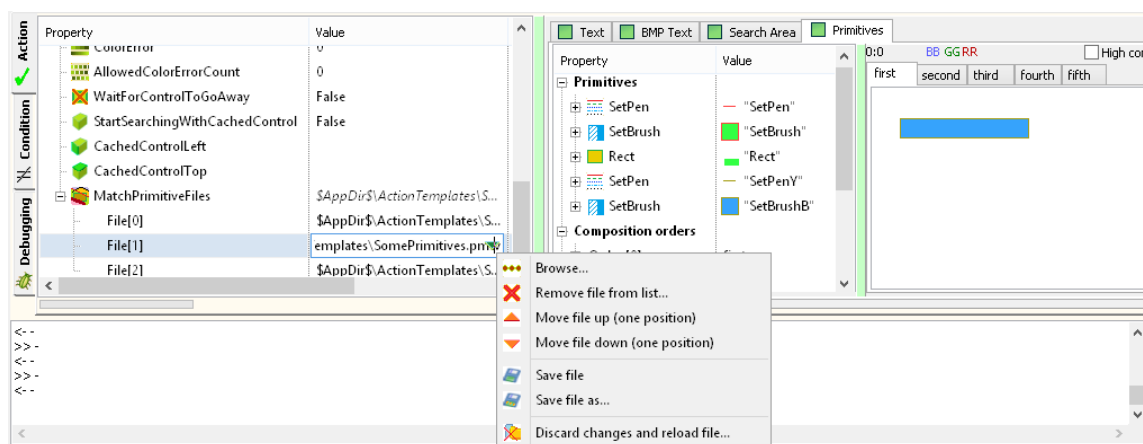 Action
Condition
Debugging
Property Value
ColorError 0
AllowedColorErrorCount 0
WaitForControlToGoAway False
StartSearchingWithCachedControl False
CachedControlLeft
CachedControlTop
MatchPrimitiveFiles $AppDir$\ActionTemplates\S...
File[0] $AppDir$\ActionTemplates\S...
File[1] emplates\SomePrimitives.pm
File[2] $AppDir$\ActionTemplates\S...
Text BMP Text Search Area Primitives
Property Value
Primitives
SetPen "SetPen"
SetBrush "SetBrush"
Rect "Rect"
SetPen "SetPenY"
SetBrush "SetBrushB"
Composition orders
0:0 BB GG RR High con
first second third fourth fifth
Browse...
Remove file from list...
Move file up (one position)
Move file down (one position)
Save file
Save file as...
Discard changes and reload file...
<--
>>-
<--
>>-
<--